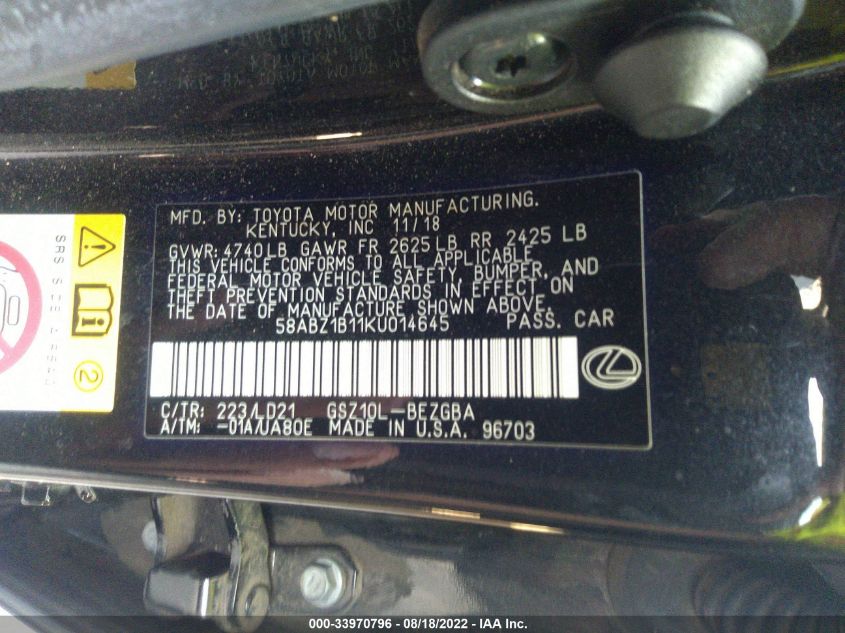 MFD. BY: TOYOTA MOTOR MANUFACTURING.
KENTUCKY, INC 11/18
GVWR: 4740LB GAWR FR 2625LB RR 2425 LB
THIS VEHICLE CONFORMS TO ALL APPLICABLE
FEDERAL MOTOR VEHICLE SAFETY, BUMPER, AND
THEFT PREVENTION STANDARDS IN EFFECT ON
THE DATE OF MANUFACTURE SHOWN ABOVE.
58ABZ1B11KU014645 PASS. CAR
C/TR: 223/LD21 GSZ10L-BEZGBA
A/TM: -01A/UA80E MADE IN U.S.A. 96703
SRS SIDE
2
000-33970796 - 08/18/2022 - IAA Inc.